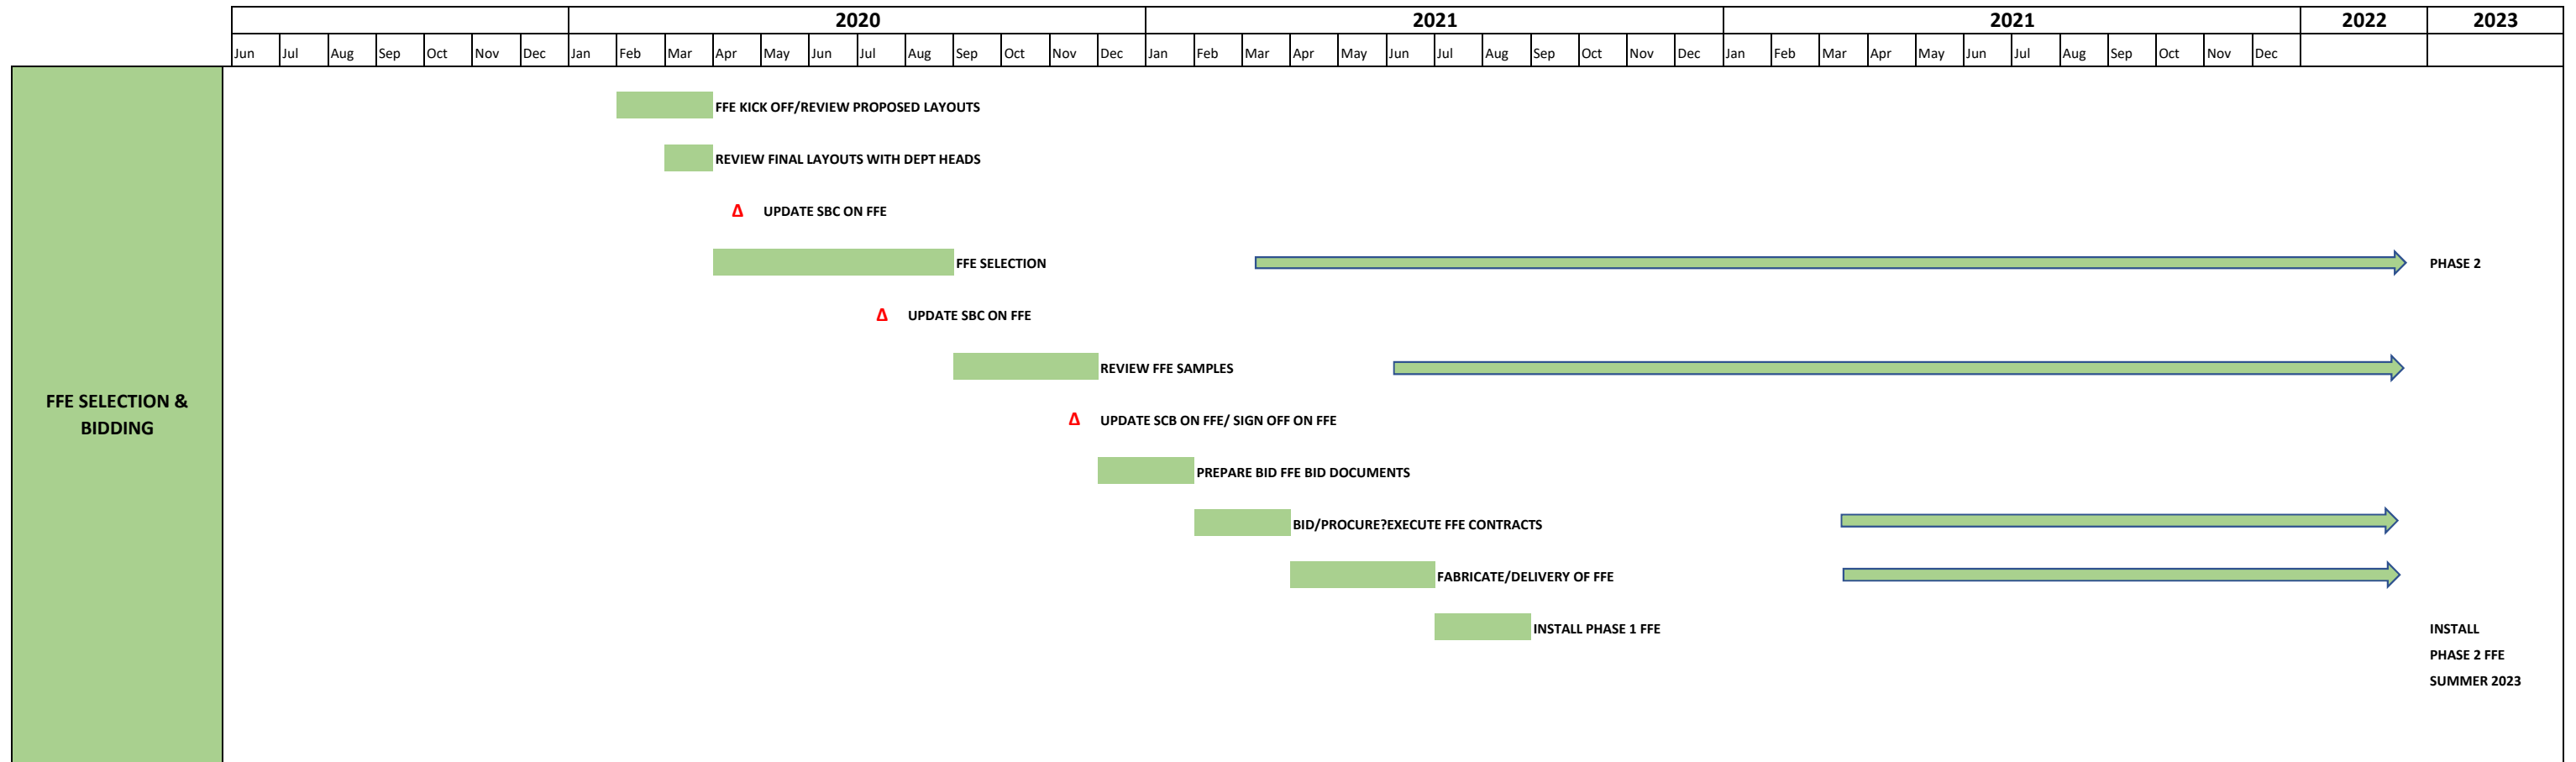 2020 2021 2021 2022 2023
Jun Jul Aug Sep Oct Nov Dec Jan Feb Mar Apr May Jun Jul Aug Sep Oct Nov Dec Jan Feb Mar Apr May Jun Jul Aug Sep Oct Nov Dec Jan Feb Mar Apr May Jun Jul Aug Sep Oct Nov Dec
FFE KICK OFF/REVIEW PROPOSED LAYOUTS
REVIEW FINAL LAYOUTS WITH DEPT HEADS
Δ UPDATE SBC ON FFE
FFE SELECTION PHASE 2
Δ UPDATE SBC ON FFE
REVIEW FFE SAMPLES
FFE SELECTION &
BIDDING
Δ UPDATE SCB ON FFE/ SIGN OFF ON FFE
PREPARE BID FFE BID DOCUMENTS
BID/PROCURE?EXECUTE FFE CONTRACTS
FABRICATE/DELIVERY OF FFE
INSTALL PHASE 1 FFE INSTALL
PHASE 2 FFE
SUMMER 2023